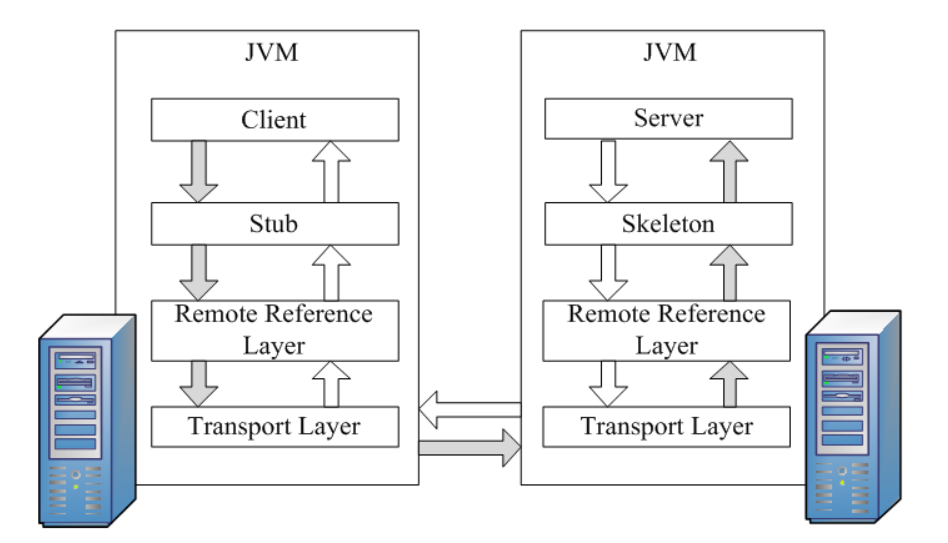 JVM
Client
Stub
Remote Reference
Layer
Transport Layer
JVM
Server
Skeleton
Remote Reference
Layer
Transport Layer